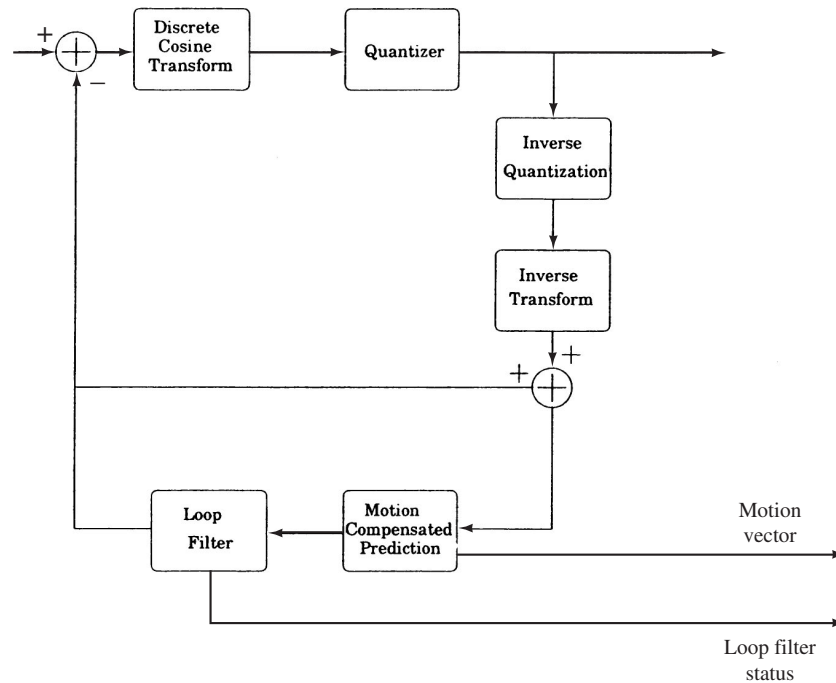 +
−
Discrete
Cosine
Transform
Quantizer
Inverse
Quantization
Inverse
Transform
+
+
Loop
Filter
Motion
Compensated
Prediction
Motion
vector
Loop filter
status